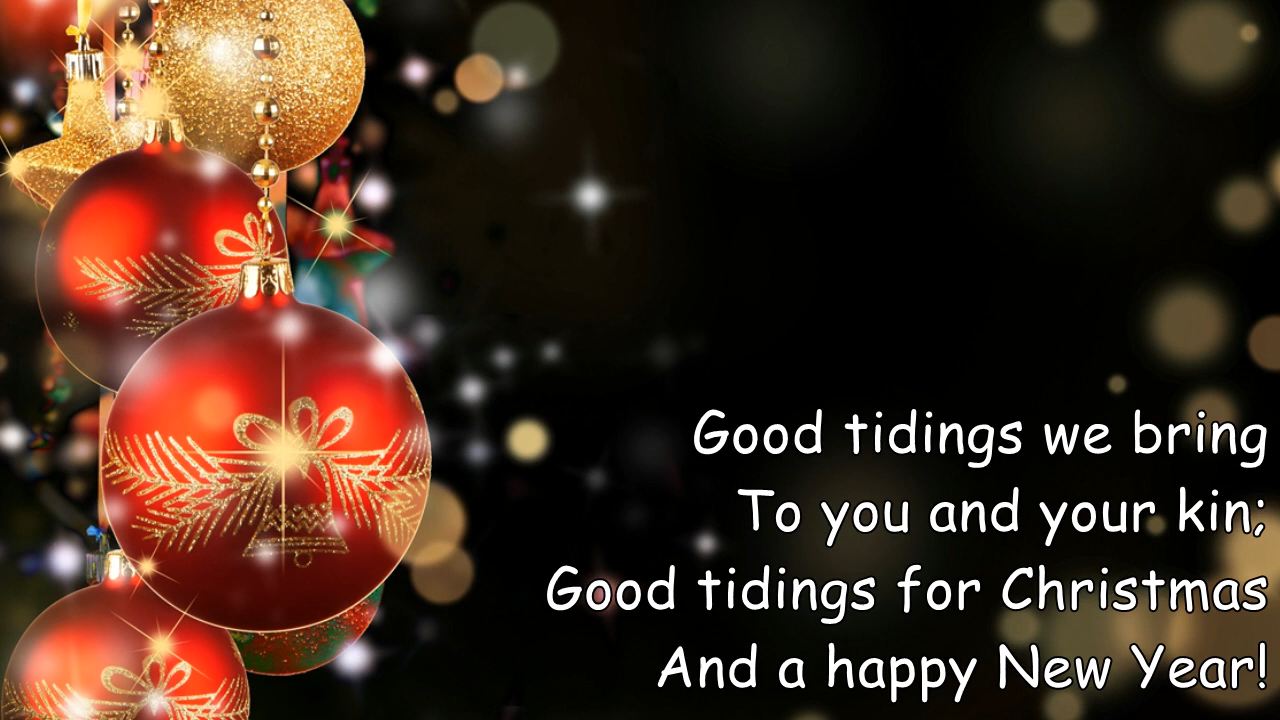 Good tidings we bring
To you and your kin;
Good tidings for Christmas
And a happy New Year!